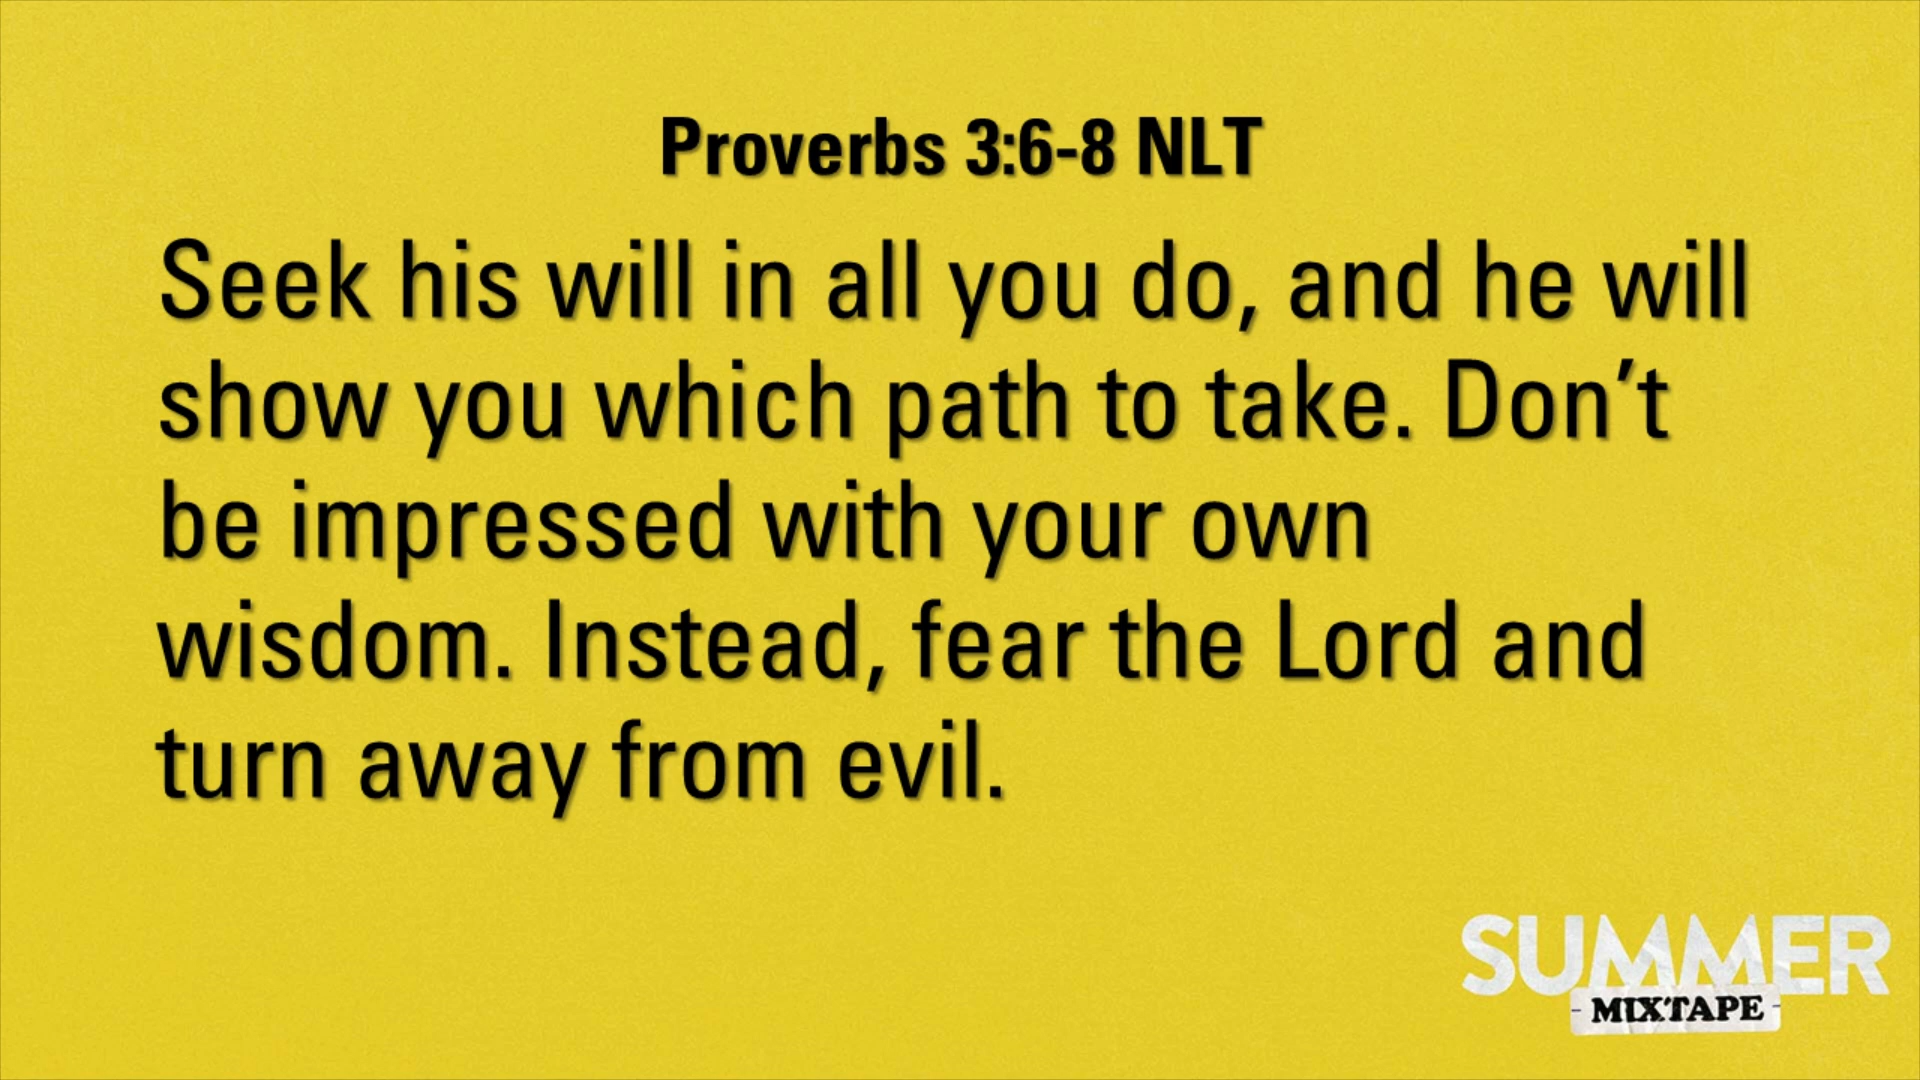 Proverbs 3:6-8 NLT
Seek his will in all you do, and he will
show you which path to take. Don’t
be impressed with your own
wisdom. Instead, fear the Lord and
turn away from evil.
SUMMER
- MIXTAPE -